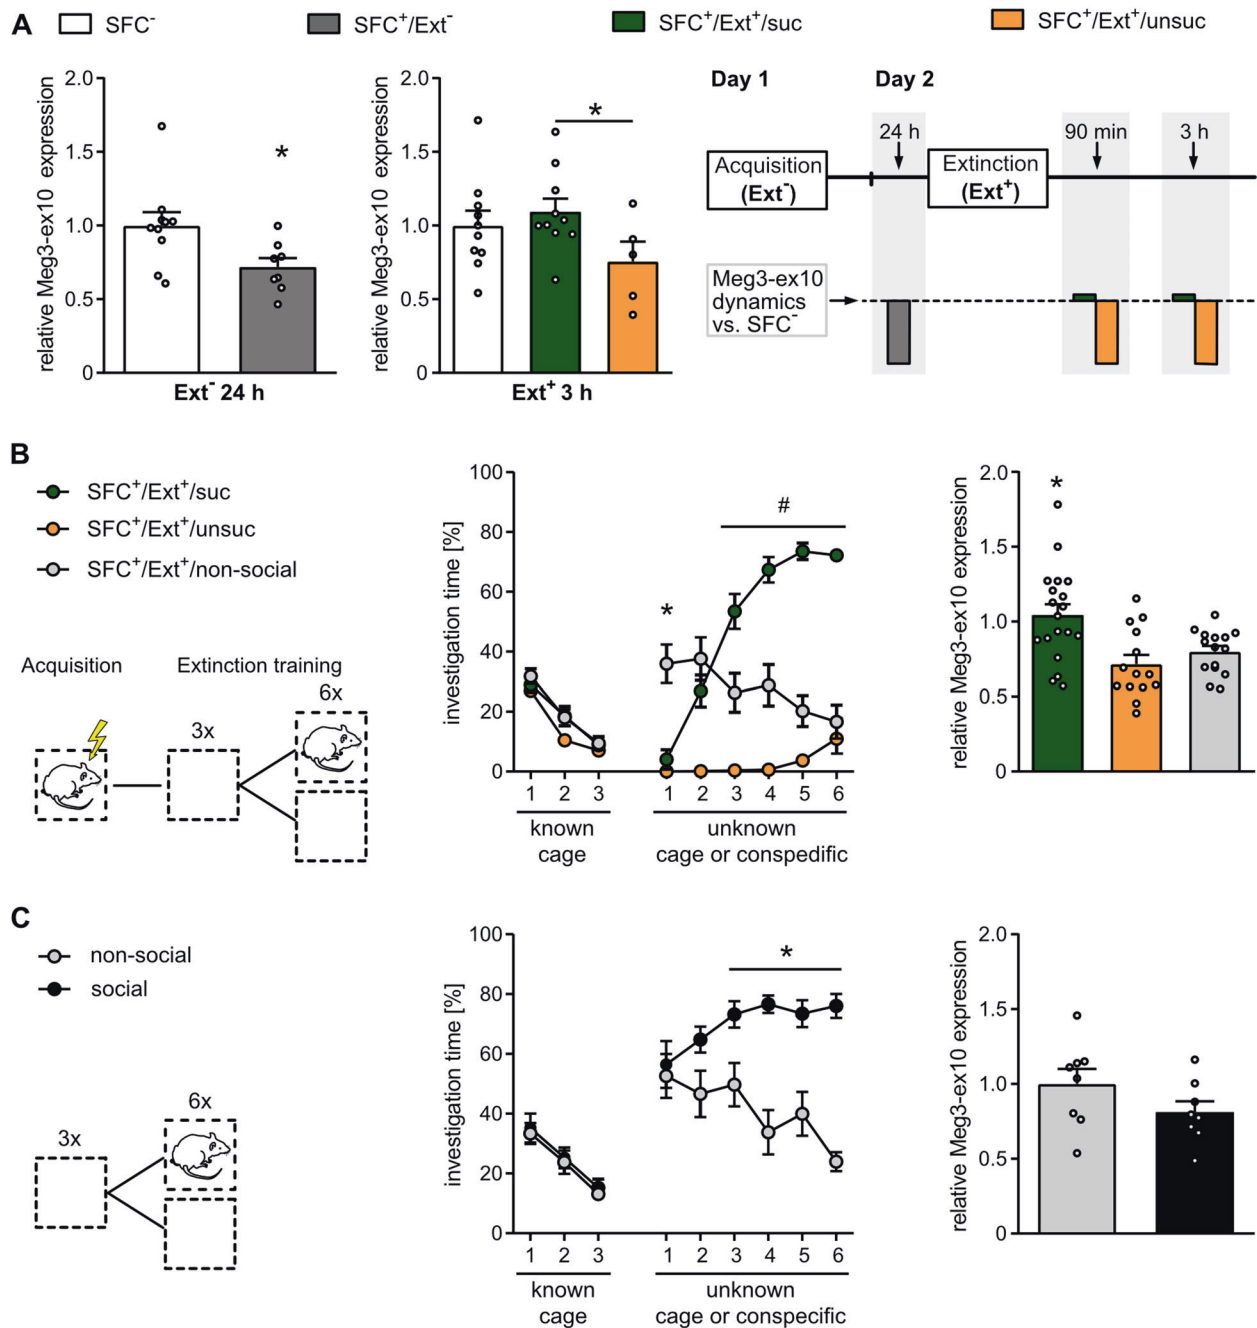 A
SFC⁻
SFC⁺/Ext⁻
SFC⁺/Ext⁺/suc
SFC⁺/Ext⁺/unsuc
relative Meg3-ex10 expression
2.0
1.5
1.0
0.5
0
*
Ext⁻ 24 h
relative Meg3-ex10 expression
2.0
1.5
1.0
0.5
0
*
Ext⁺ 3 h
Day 1
Day 2
24 h
90 min
3 h
Acquisition
(Ext⁻)
Extinction
(Ext⁺)
Meg3-ex10
dynamics
vs. SFC⁻
B
SFC⁺/Ext⁺/suc
SFC⁺/Ext⁺/unsuc
SFC⁺/Ext⁺/non-social
Acquisition
Extinction training
3x
6x
investigation time [%]
100
80
60
40
20
0
*
#
1 2 3
1 2 3 4 5 6
known
cage
unknown
cage or conspedific
relative Meg3-ex10 expression
2.0
1.5
1.0
0.5
0
*
C
non-social
social
3x
6x
investigation time [%]
100
80
60
40
20
0
*
1 2 3
1 2 3 4 5 6
known
cage
unknown
cage or conspecific
relative Meg3-ex10 expression
2.0
1.5
1.0
0.5
0